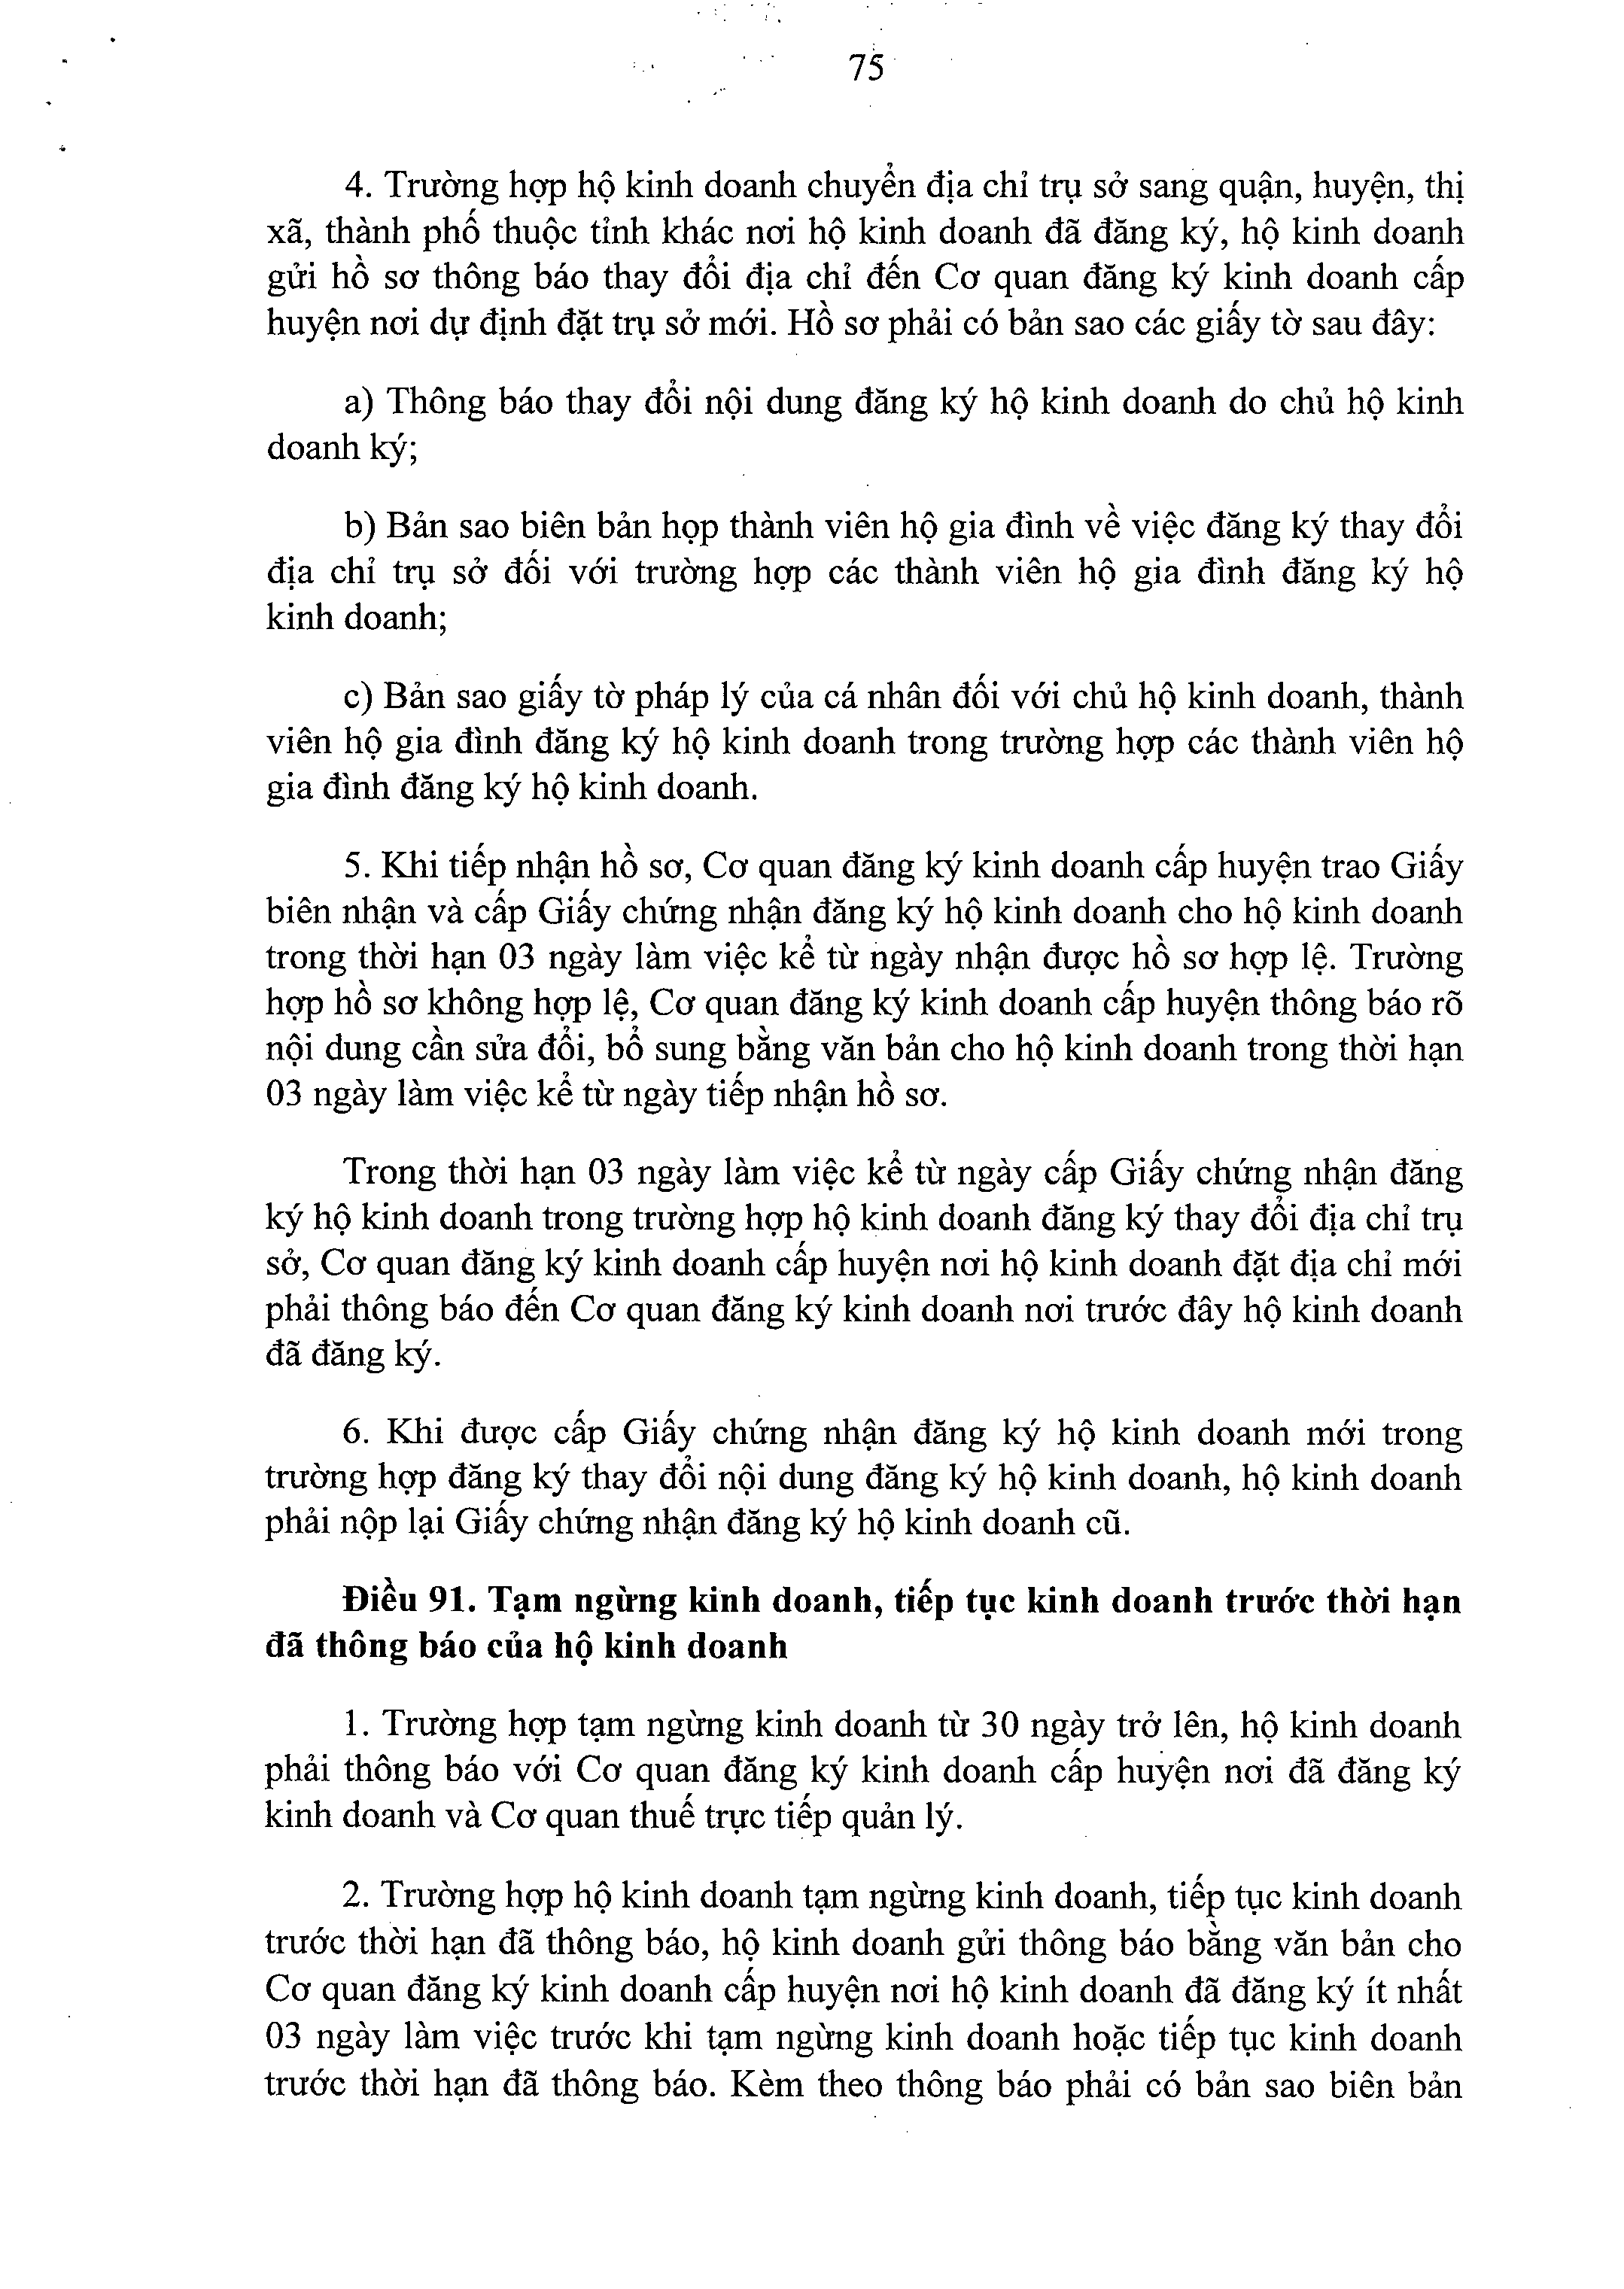 75
4. Trường hợp hộ kinh doanh chuyển địa chỉ trụ sở sang quận, huyện, thị
xã, thành phố thuộc tỉnh khác nơi hộ kinh doanh đã đăng ký, hộ kinh doanh
gửi hồ sơ thông báo thay đổi địa chỉ đến Cơ quan đăng ký kinh doanh cấp
huyện nơi dự định đặt trụ sở mới. Hồ sơ phải có bản sao các giấy tờ sau đây:
a) Thông báo thay đổi nội dung đăng ký hộ kinh doanh do chủ hộ kinh
doanh ký;
b) Bản sao biên bản họp thành viên hộ gia đình về việc đăng ký thay đổi
địa chỉ trụ sở đối với trường hợp các thành viên hộ gia đình đăng ký hộ
kinh doanh;
c) Bản sao giấy tờ pháp lý của cá nhân đối với chủ hộ kinh doanh, thành
viên hộ gia đình đăng ký hộ kinh doanh trong trường hợp các thành viên hộ
gia đình đăng ký hộ kinh doanh.
5. Khi tiếp nhận hồ sơ, Cơ quan đăng ký kinh doanh cấp huyện trao Giấy
biên nhận và cấp Giấy chứng nhận đăng ký hộ kinh doanh cho hộ kinh doanh
trong thời hạn 03 ngày làm việc kể từ ngày nhận được hồ sơ hợp lệ. Trường
hợp hồ sơ không hợp lệ, Cơ quan đăng ký kinh doanh cấp huyện thông báo rõ
nội dung cần sửa đổi, bổ sung bằng văn bản cho hộ kinh doanh trong thời hạn
03 ngày làm việc kể từ ngày tiếp nhận hồ sơ.
Trong thời hạn 03 ngày làm việc kể từ ngày cấp Giấy chứng nhận đăng
ký hộ kinh doanh trong trường hợp hộ kinh doanh đăng ký thay đổi địa chỉ trụ
sở, Cơ quan đăng ký kinh doanh cấp huyện nơi hộ kinh doanh đặt địa chỉ mới
phải thông báo đến Cơ quan đăng ký kinh doanh nơi trước đây hộ kinh doanh
đã đăng ký.
6. Khi được cấp Giấy chứng nhận đăng ký hộ kinh doanh mới trong
trường hợp đăng ký thay đổi nội dung đăng ký hộ kinh doanh, hộ kinh doanh
phải nộp lại Giấy chứng nhận đăng ký hộ kinh doanh cũ.
Điều 91. Tạm ngừng kinh doanh, tiếp tục kinh doanh trước thời hạn
đã thông báo của hộ kinh doanh
1. Trường hợp tạm ngừng kinh doanh từ 30 ngày trở lên, hộ kinh doanh
phải thông báo với Cơ quan đăng ký kinh doanh cấp huyện nơi đã đăng ký
kinh doanh và Cơ quan thuế trực tiếp quản lý.
2. Trường hợp hộ kinh doanh tạm ngừng kinh doanh, tiếp tục kinh doanh
trước thời hạn đã thông báo, hộ kinh doanh gửi thông báo bằng văn bản cho
Cơ quan đăng ký kinh doanh cấp huyện nơi hộ kinh doanh đã đăng ký ít nhất
03 ngày làm việc trước khi tạm ngừng kinh doanh hoặc tiếp tục kinh doanh
trước thời hạn đã thông báo. Kèm theo thông báo phải có bản sao biên bản